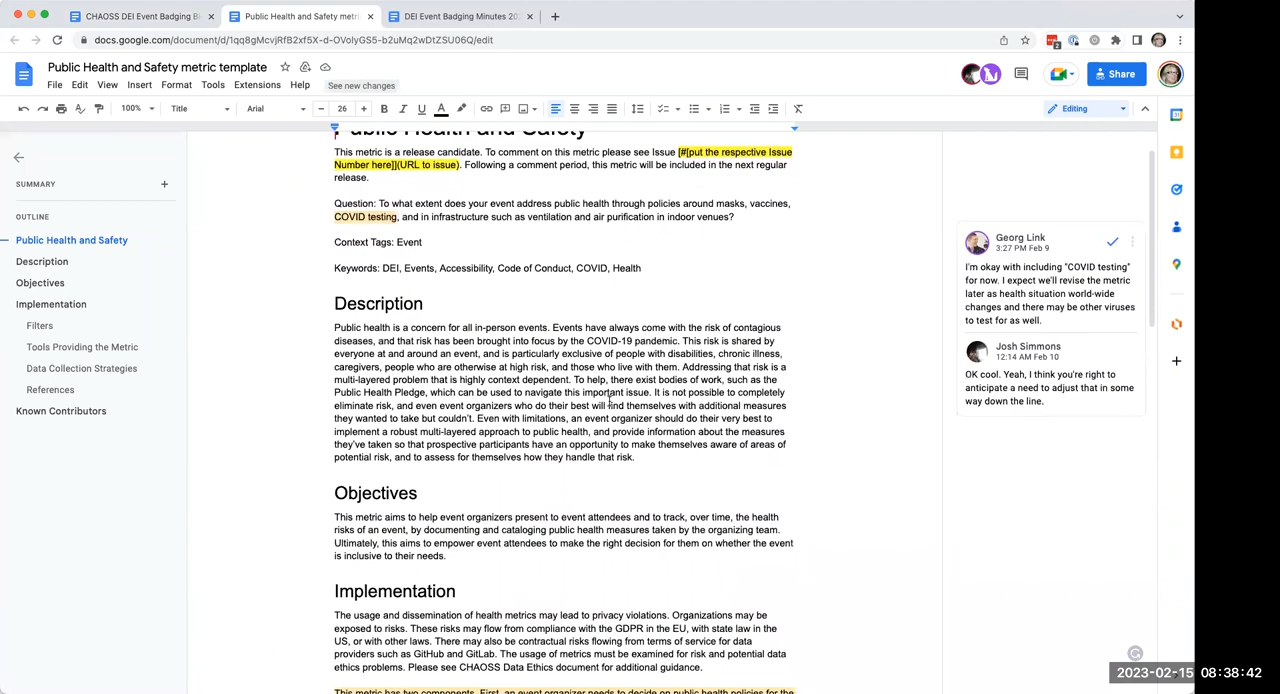 CHAOSS DEI Event Badging Bi
Public Health and Safety metri
DEI Event Badging Minutes 202
docs.google.com/document/d/1qq8gMcvjRfB2xf5X-d-OVolyGS5-b2uMq2wDtZSU06Q/edit
2
Public Health and Safety metric template
File Edit View Insert Format Tools Extensions Help See new changes
Share
100% Title Arial 26 Editing
SUMMARY
OUTLINE
Public Health and Safety
Description
Objectives
Implementation
Filters
Tools Providing the Metric
Data Collection Strategies
References
Known Contributors
Public Health and Safety
This metric is a release candidate. To comment on this metric please see Issue [#[put the respective Issue
Number here]](URL to issue). Following a comment period, this metric will be included in the next regular
release.
Question: To what extent does your event address public health through policies around masks, vaccines,
COVID testing, and in infrastructure such as ventilation and air purification in indoor venues?
Context Tags: Event
Keywords: DEI, Events, Accessibility, Code of Conduct, COVID, Health
Description
Public health is a concern for all in-person events. Events have always come with the risk of contagious
diseases, and that risk has been brought into focus by the COVID-19 pandemic. This risk is shared by
everyone at and around an event, and is particularly exclusive of people with disabilities, chronic illness,
caregivers, people who are otherwise at high risk, and those who live with them. Addressing that risk is a
multi-layered problem that is highly context dependent. To help, there exist bodies of work, such as the
Public Health Pledge, which can be used to navigate this important issue. It is not possible to completely
eliminate risk, and even event organizers who do their best will find themselves with additional measures
they wanted to take but couldn't. Even with limitations, an event organizer should do their very best to
implement a robust multi-layered approach to public health, and provide information about the measures
they've taken so that prospective participants have an opportunity to make themselves aware of areas of
potential risk, and to assess for themselves how they handle that risk.
Objectives
This metric aims to help event organizers present to event attendees and to track, over time, the health
risks of an event, by documenting and cataloging public health measures taken by the organizing team.
Ultimately, this aims to empower event attendees to make the right decision for them on whether the event
is inclusive to their needs.
Implementation
The usage and dissemination of health metrics may lead to privacy violations. Organizations may be
exposed to risks. These risks may flow from compliance with the GDPR in the EU, with state law in the
US, or with other laws. There may also be contractual risks flowing from terms of service for data
providers such as GitHub and GitLab. The usage of metrics must be examined for risk and potential data
ethics problems. Please see CHAOSS Data Ethics document for additional guidance.
This metric has two components. First, an event organizer needs to decide on public health policies for the
Georg Link
3:27 PM Feb 9
I'm okay with including "COVID testing"
for now. I expect we'll revise the metric
later as health situation world-wide
changes and there may be other viruses
to test for as well.
Josh Simmons
12:14 AM Feb 10
OK cool. Yeah, I think you're right to
anticipate a need to adjust that in some
way down the line.
2023-02-15 08:38:42